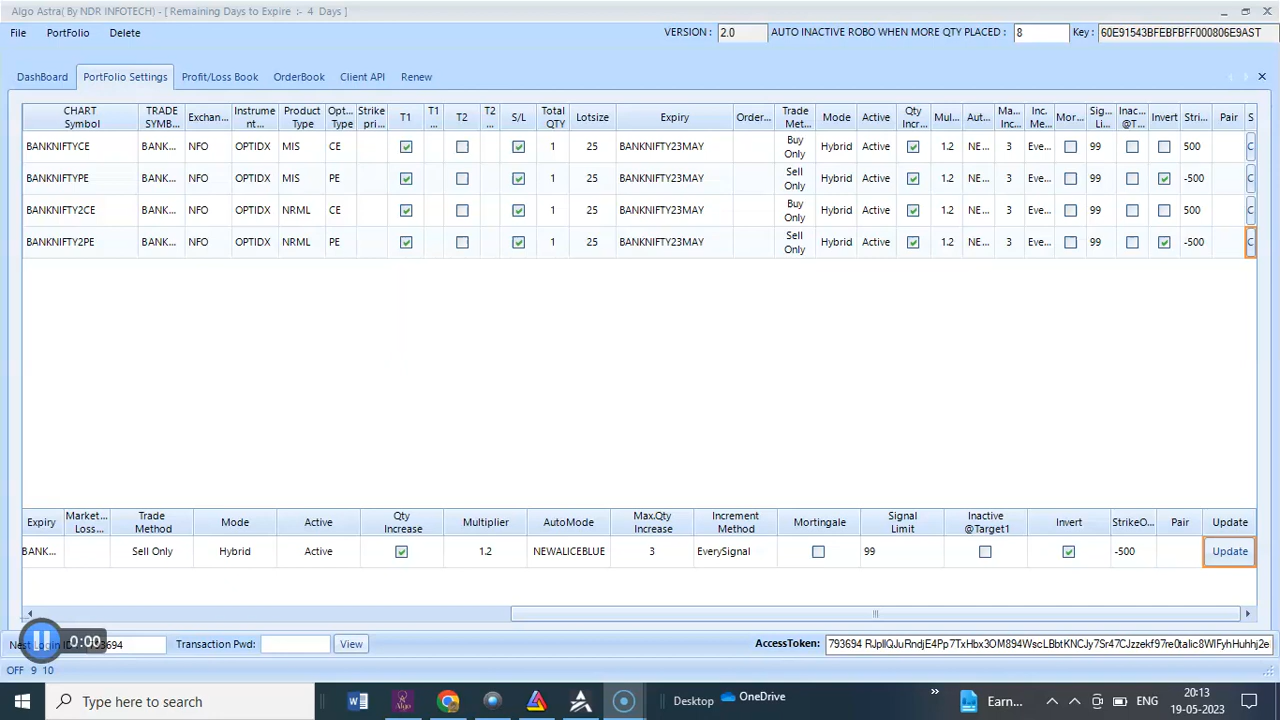 Algo Astra( By NDR INFOTECH) - [ Remaining Days to Expire :- 4 Days ]
File PortFolio Delete VERSION : 2.0 AUTO INACTIVE ROBO WHEN MORE QTY PLACED : 8 Key : 60E91543BFEBFBFF000806E9AST
DashBoard PortFolio Settings Profit/Loss Book OrderBook Client API Renew
CHART Symbol TRADE SYMB... Exchan... Instrume nt... Product Type Opt... Type Strike pri... T1 T1 ... T2 T2 ... S/L Total QTY Lotsize Expiry Order... Trade Met... Mode Active Qty Incr... Mul... Aut... Ma... Inc... Inc. Me... Mor... Sig... Li... Inac... @T... Invert Stri... Pair S
BANKNIFTYCE BANK... NFO OPTIDX MIS CE 1 25 BANKNIFTY23MAY Buy Only Hybrid Active 1.2 NE... 3 Eve... 99 500 C
BANKNIFTYPE BANK... NFO OPTIDX MIS PE 1 25 BANKNIFTY23MAY Sell Only Hybrid Active 1.2 NE... 3 Eve... 99 -500 C
BANKNIFTY2CE BANK... NFO OPTIDX NRML CE 1 25 BANKNIFTY23MAY Buy Only Hybrid Active 1.2 NE... 3 Eve... 99 500 C
BANKNIFTY2PE BANK... NFO OPTIDX NRML PE 1 25 BANKNIFTY23MAY Sell Only Hybrid Active 1.2 NE... 3 Eve... 99 -500 C
Expiry Market... Loss... Trade Method Mode Active Qty Increase Multiplier AutoMode Max.Qty Increase Increment Method Mortingale Signal Limit Inactive @Target1 Invert StrikeO... Pair Update
BANK... Sell Only Hybrid Active 1.2 NEWALICEBLUE 3 EverySignal 99 -500 Update
0:00
Transaction Pwd: View AccessToken:
OFF 9 10
Type here to search Desktop OneDrive Earn... ENG 20:13
19-05-2023